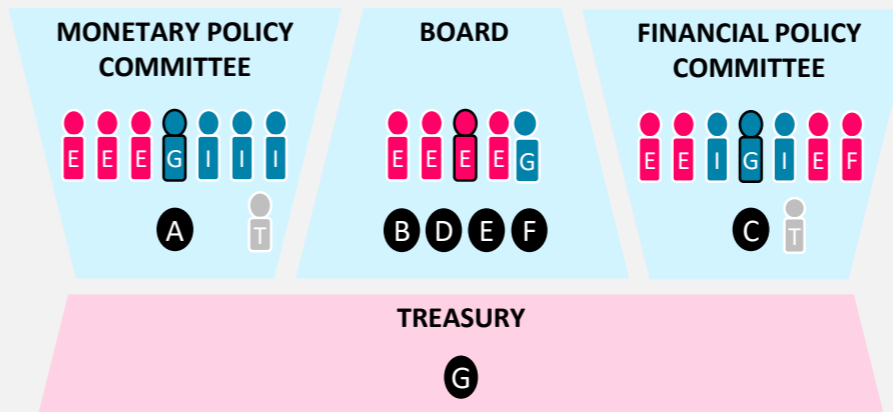 MONETARY POLICY
COMMITTEE
E E E G I I I
A T
BOARD
E E E E G
B D E F
FINANCIAL POLICY
COMMITTEE
E E I G I E F
C T
TREASURY
G